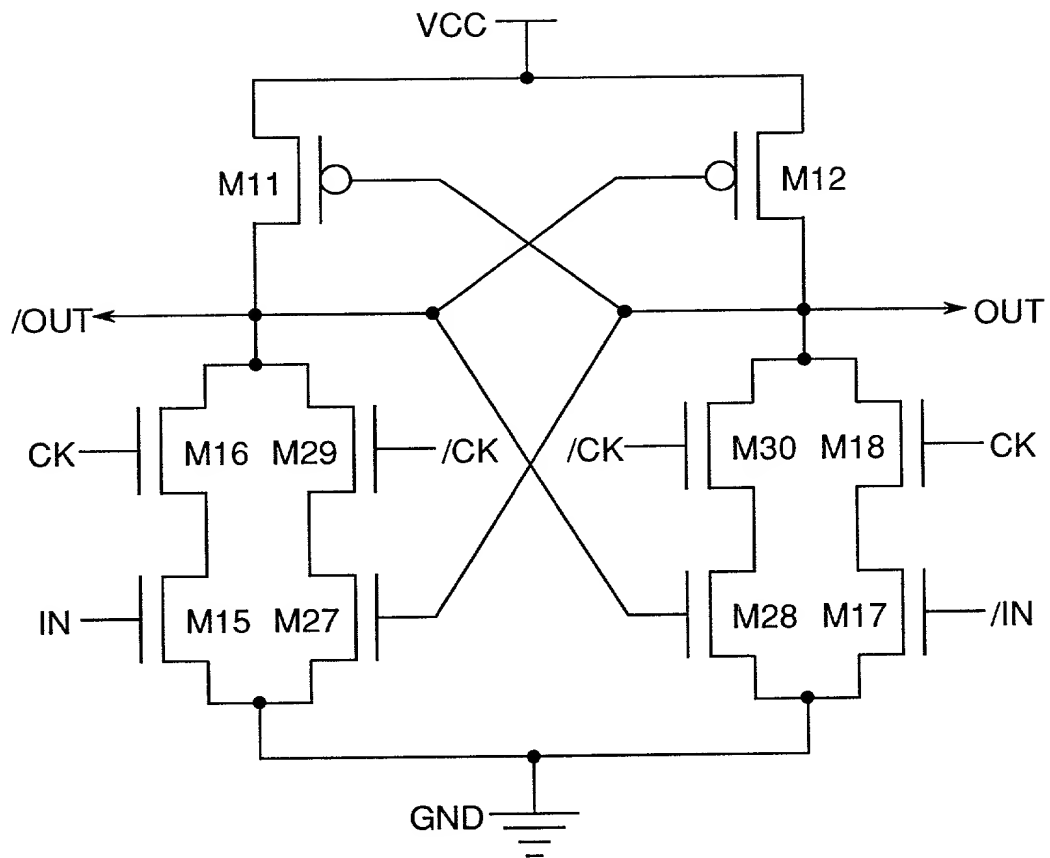 VCC
M11
M12
/OUT
OUT
CK
M16
M29
/CK
/CK
M30
M18
CK
IN
M15
M27
M28
M17
/IN
GND